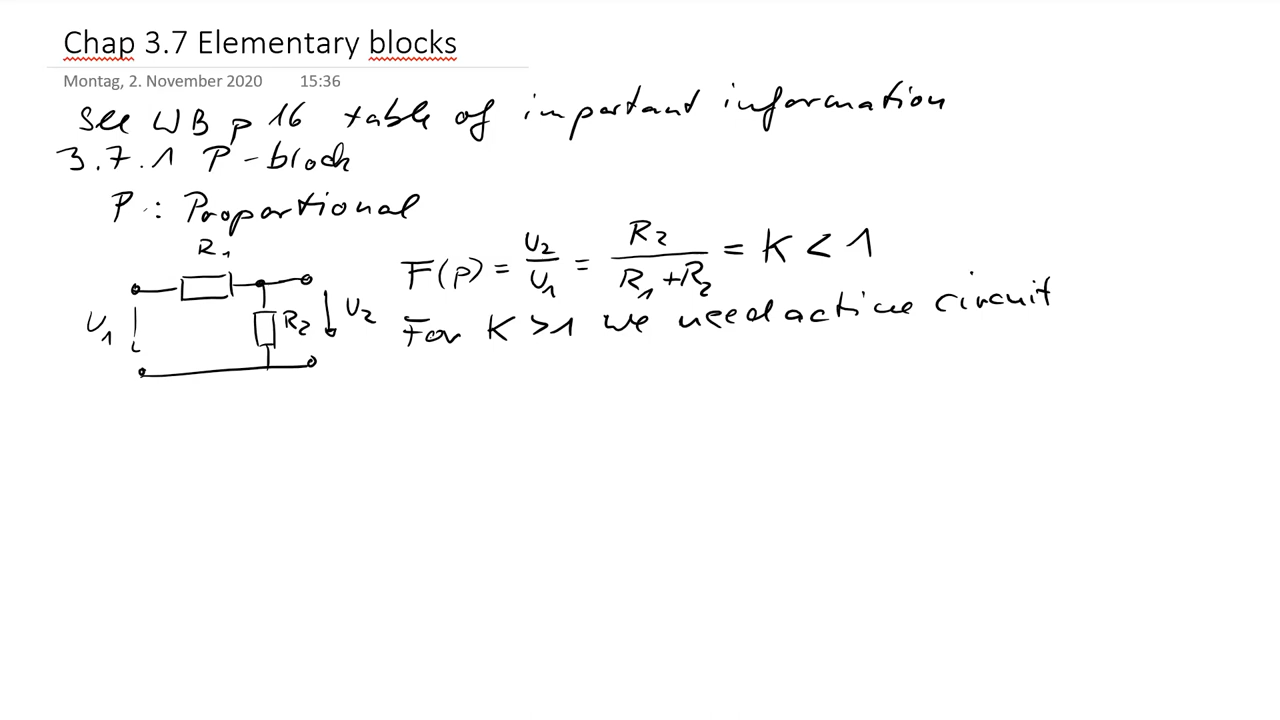 Chap 3.7 Elementary blocks
Montag, 2. November 2020 15:36
See WB p 16 table of important information
3.7.1 P-block
P : Proportional
R1
F(p) = U2/U1 = R2/(R1+R2) = K < 1
U1 R2 U2
For K > 1 we need active circuit